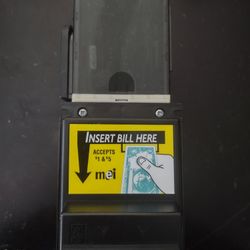 INSERT BILL HERE
ACCEPTS
$1 & $5
mei